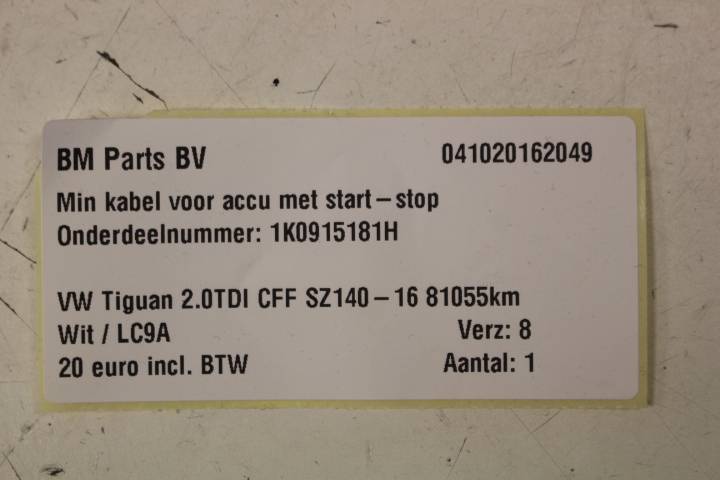 BM Parts BV 041020162049
Min kabel voor accu met start-stop
Onderdeelnummer: 1K0915181H
VW Tiguan 2.0TDI CFF SZ140-16 81055km
Wit / LC9A Verz: 8
20 euro incl. BTW Aantal: 1